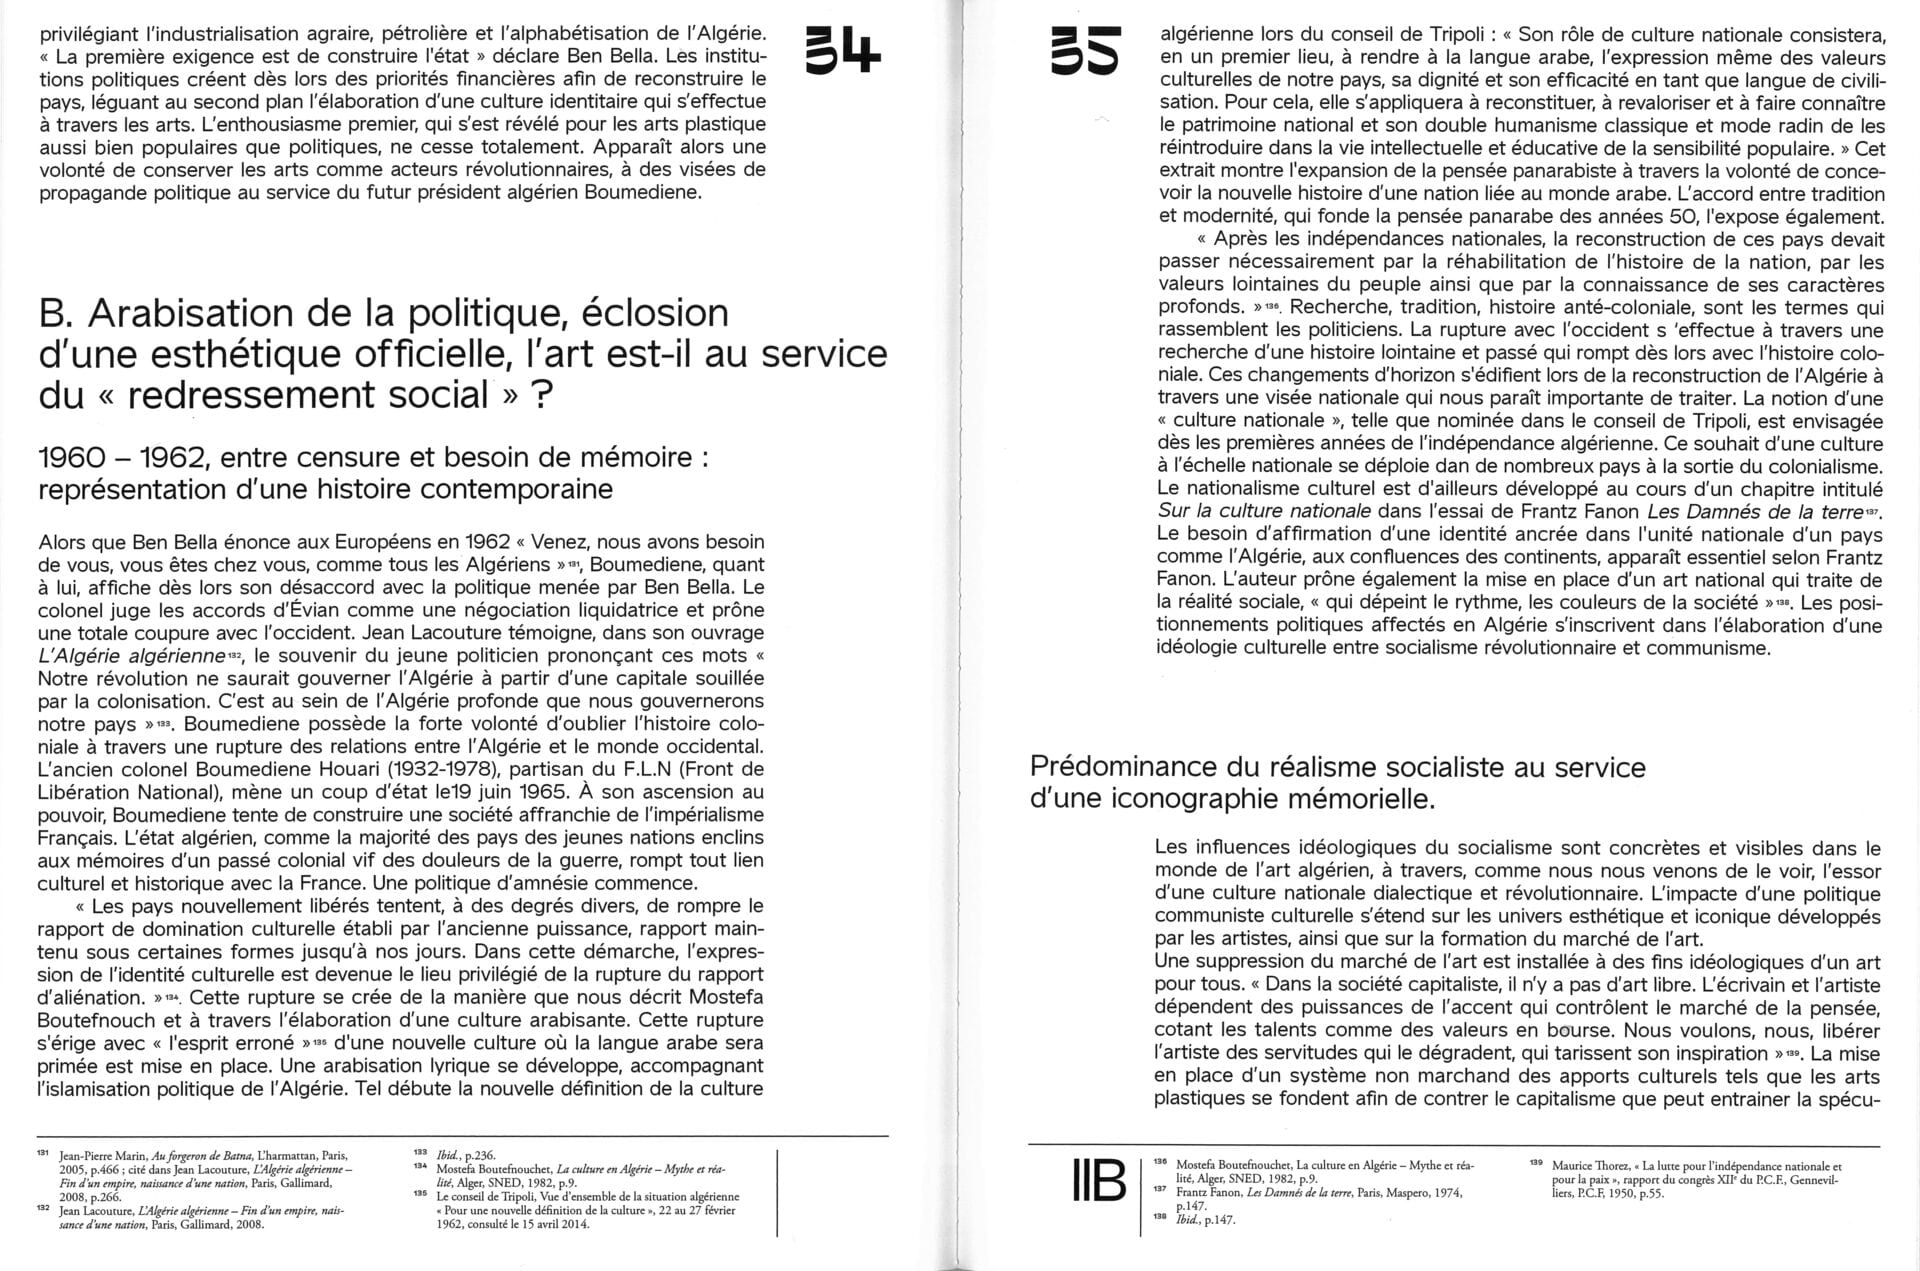 privilégiant l'industrialisation agraire, pétrolière et l'alphabétisation de l'Algérie.
« La première exigence est de construire l'état » déclare Ben Bella. Les institu-
tions politiques créent dès lors des priorités financières afin de reconstruire le
pays, léguant au second plan l'élaboration d'une culture identitaire qui s'effectue
à travers les arts. L'enthousiasme premier, qui s'est révélé pour les arts plastique
aussi bien populaires que politiques, ne cesse totalement. Apparaît alors une
volonté de conserver les arts comme acteurs révolutionnaires, à des visées de
propagande politique au service du futur président algérien Boumediene.
34
B. Arabisation de la politique, éclosion
d'une esthétique officielle, l'art est-il au service
du « redressement social » ?
1960 – 1962, entre censure et besoin de mémoire :
représentation d'une histoire contemporaine
Alors que Ben Bella énonce aux Européens en 1962 « Venez, nous avons besoin
de vous, vous êtes chez vous, comme tous les Algériens »131, Boumediene, quant
à lui, affiche dès lors son désaccord avec la politique menée par Ben Bella. Le
colonel juge les accords d'Évian comme une négociation liquidatrice et prône
une totale coupure avec l'occident. Jean Lacouture témoigne, dans son ouvrage
L'Algérie algérienne132, le souvenir du jeune politicien prononçant ces mots «
Notre révolution ne saurait gouverner l'Algérie à partir d'une capitale souillée
par la colonisation. C'est au sein de l'Algérie profonde que nous gouvernerons
notre pays »133. Boumediene possède la forte volonté d'oublier l'histoire colo-
niale à travers une rupture des relations entre l'Algérie et le monde occidental.
L'ancien colonel Boumediene Houari (1932-1978), partisan du F.L.N (Front de
Libération National), mène un coup d'état le19 juin 1965. À son ascension au
pouvoir, Boumediene tente de construire une société affranchie de l'impérialisme
Français. L'état algérien, comme la majorité des pays des jeunes nations enclins
aux mémoires d'un passé colonial vif des douleurs de la guerre, rompt tout lien
culturel et historique avec la France. Une politique d'amnésie commence.
« Les pays nouvellement libérés tentent, à des degrés divers, de rompre le
rapport de domination culturelle établi par l'ancienne puissance, rapport main-
tenu sous certaines formes jusqu'à nos jours. Dans cette démarche, l'expres-
sion de l'identité culturelle est devenue le lieu privilégié de la rupture du rapport
d'aliénation. »134. Cette rupture se crée de la manière que nous décrit Mostefa
Boutefnouch et à travers l'élaboration d'une culture arabisante. Cette rupture
s'érige avec « l'esprit erroné »135 d'une nouvelle culture où la langue arabe sera
primée est mise en place. Une arabisation lyrique se développe, accompagnant
l'islamisation politique de l'Algérie. Tel débute la nouvelle définition de la culture
131 Jean-Pierre Marin, Au forgeron de Batna, L'harmattan, Paris,
2005, p.466 ; cité dans Jean Lacouture, L'Algérie algérienne –
Fin d'un empire, naissance d'une nation, Paris, Gallimard,
2008, p.266.
132 Jean Lacouture, L'Algérie algérienne – Fin d'un empire, nais-
sance d'une nation, Paris, Gallimard, 2008.
133 Ibid., p.236.
134 Mostefa Boutefnouchet, La culture en Algérie – Mythe et réa-
lité, Alger, SNED, 1982, p.9.
135 Le conseil de Tripoli, Vue d'ensemble de la situation algérienne
« Pour une nouvelle définition de la culture », 22 au 27 février
1962, consulté le 15 avril 2014.
35
algérienne lors du conseil de Tripoli : « Son rôle de culture nationale consistera,
en un premier lieu, à rendre à la langue arabe, l'expression même des valeurs
culturelles de notre pays, sa dignité et son efficacité en tant que langue de civili-
sation. Pour cela, elle s'appliquera à reconstituer, à revaloriser et à faire connaître
le patrimoine national et son double humanisme classique et mode radin de les
réintroduire dans la vie intellectuelle et éducative de la sensibilité populaire. » Cet
extrait montre l'expansion de la pensée panarabiste à travers la volonté de conce-
voir la nouvelle histoire d'une nation liée au monde arabe. L'accord entre tradition
et modernité, qui fonde la pensée panarabe des années 50, l'expose également.
« Après les indépendances nationales, la reconstruction de ces pays devait
passer nécessairement par la réhabilitation de l'histoire de la nation, par les
valeurs lointaines du peuple ainsi que par la connaissance de ses caractères
profonds. »136. Recherche, tradition, histoire anté-coloniale, sont les termes qui
rassemblent les politiciens. La rupture avec l'occident s 'effectue à travers une
recherche d'une histoire lointaine et passé qui rompt dès lors avec l'histoire colo-
niale. Ces changements d'horizon s'édifient lors de la reconstruction de l'Algérie à
travers une visée nationale qui nous paraît importante de traiter. La notion d'une
« culture nationale », telle que nominée dans le conseil de Tripoli, est envisagée
dès les premières années de l'indépendance algérienne. Ce souhait d'une culture
à l'échelle nationale se déploie dan de nombreux pays à la sortie du colonialisme.
Le nationalisme culturel est d'ailleurs développé au cours d'un chapitre intitulé
Sur la culture nationale dans l'essai de Frantz Fanon Les Damnés de la terre137.
Le besoin d'affirmation d'une identité ancrée dans l'unité nationale d'un pays
comme l'Algérie, aux confluences des continents, apparaît essentiel selon Frantz
Fanon. L'auteur prône également la mise en place d'un art national qui traite de
la réalité sociale, « qui dépeint le rythme, les couleurs de la société »138. Les posi-
tionnements politiques affectés en Algérie s'inscrivent dans l'élaboration d'une
idéologie culturelle entre socialisme révolutionnaire et communisme.
Prédominance du réalisme socialiste au service
d'une iconographie mémorielle.
Les influences idéologiques du socialisme sont concrètes et visibles dans le
monde de l'art algérien, à travers, comme nous nous venons de le voir, l'essor
d'une culture nationale dialectique et révolutionnaire. L'impacte d'une politique
communiste culturelle s'étend sur les univers esthétique et iconique développés
par les artistes, ainsi que sur la formation du marché de l'art.
Une suppression du marché de l'art est installée à des fins idéologiques d'un art
pour tous. « Dans la société capitaliste, il n'y a pas d'art libre. L'écrivain et l'artiste
dépendent des puissances de l'accent qui contrôlent le marché de la pensée,
cotant les talents comme des valeurs en bourse. Nous voulons, nous, libérer
l'artiste des servitudes qui le dégradent, qui tarissent son inspiration »139. La mise
en place d'un système non marchand des apports culturels tels que les arts
plastiques se fondent afin de contrer le capitalisme que peut entrainer la spécu-
IIB
136 Mostefa Boutefnouchet, La culture en Algérie – Mythe et réa-
lité, Alger, SNED, 1982, p.9.
137 Frantz Fanon, Les Damnés de la terre, Paris, Maspero, 1974,
p.147.
138 Ibid., p.147.
139 Maurice Thorez, « La lutte pour l'indépendance nationale et
pour la paix », rapport du congrès XIIe du P.C.F., Gennevil-
liers, P.C.F, 1950, p.55.